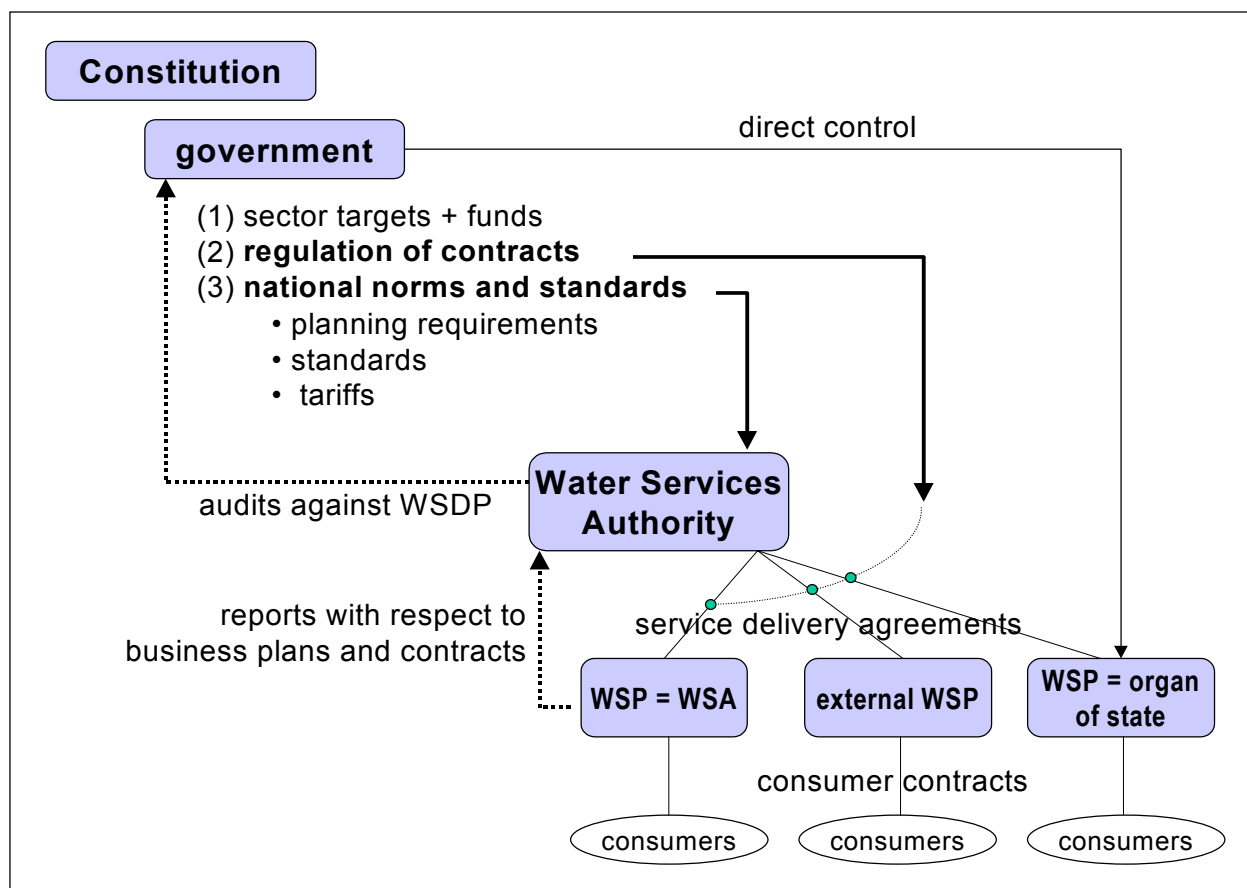 Constitution
direct control
government
(1) sector targets + funds
(2) regulation of contracts
(3) national norms and standards
• planning requirements
• standards
• tariffs
Water Services
Authority
audits against WSDP
reports with respect to
business plans and contracts
service delivery agreements
WSP = WSA
external WSP
WSP = organ
of state
consumer contracts
consumers
consumers
consumers